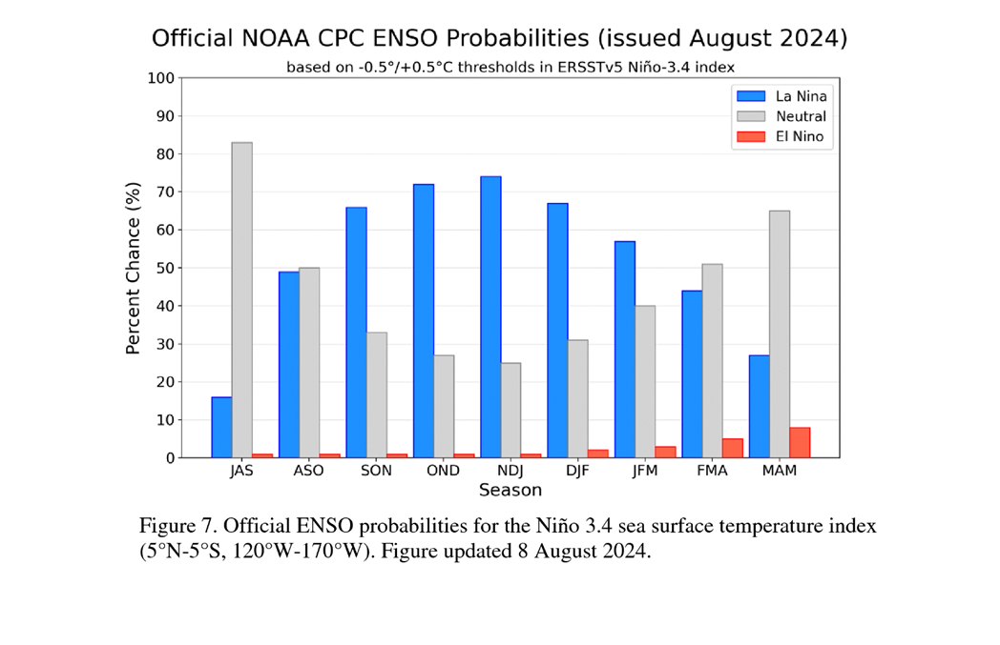 Official NOAA CPC ENSO Probabilities (issued August 2024)
based on -0.5°/+0.5°C thresholds in ERSSTv5 Niño-3.4 index
Percent Chance (%)
100
90
80
70
60
50
40
30
20
10
0
La Nina
Neutral
El Nino
JAS ASO SON OND NDJ DJF JFM FMA MAM
Season
Figure 7. Official ENSO probabilities for the Niño 3.4 sea surface temperature index
(5°N-5°S, 120°W-170°W). Figure updated 8 August 2024.